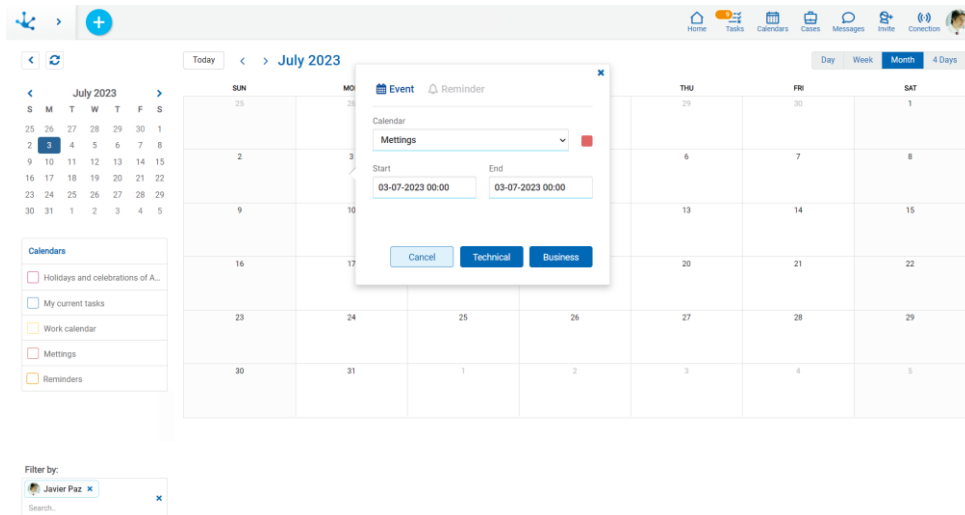 Home
Tasks
Calendars
Cases
Messages
Invite
Conection
Today
July 2023
Day Week Month 4 Days
July 2023
S M T W T F S
25 26 27 28 29 30 1
2 3 4 5 6 7 8
9 10 11 12 13 14 15
16 17 18 19 20 21 22
23 24 25 26 27 28 29
30 31 1 2 3 4 5
Calendars
Holidays and celebrations of A...
My current tasks
Work calendar
Mettings
Reminders
Filter by:
Javier Paz
Search..
SUN MO THU FRI SAT
25 26 29 30 1
2 3 6 7 8
9 10 13 14 15
16 17 20 21 22
23 24 25 26 27 28 29
30 31 1 2 3 4 5
Event Reminder
Calendar
Mettings
Start End
03-07-2023 00:00 03-07-2023 00:00
Cancel Technical Business